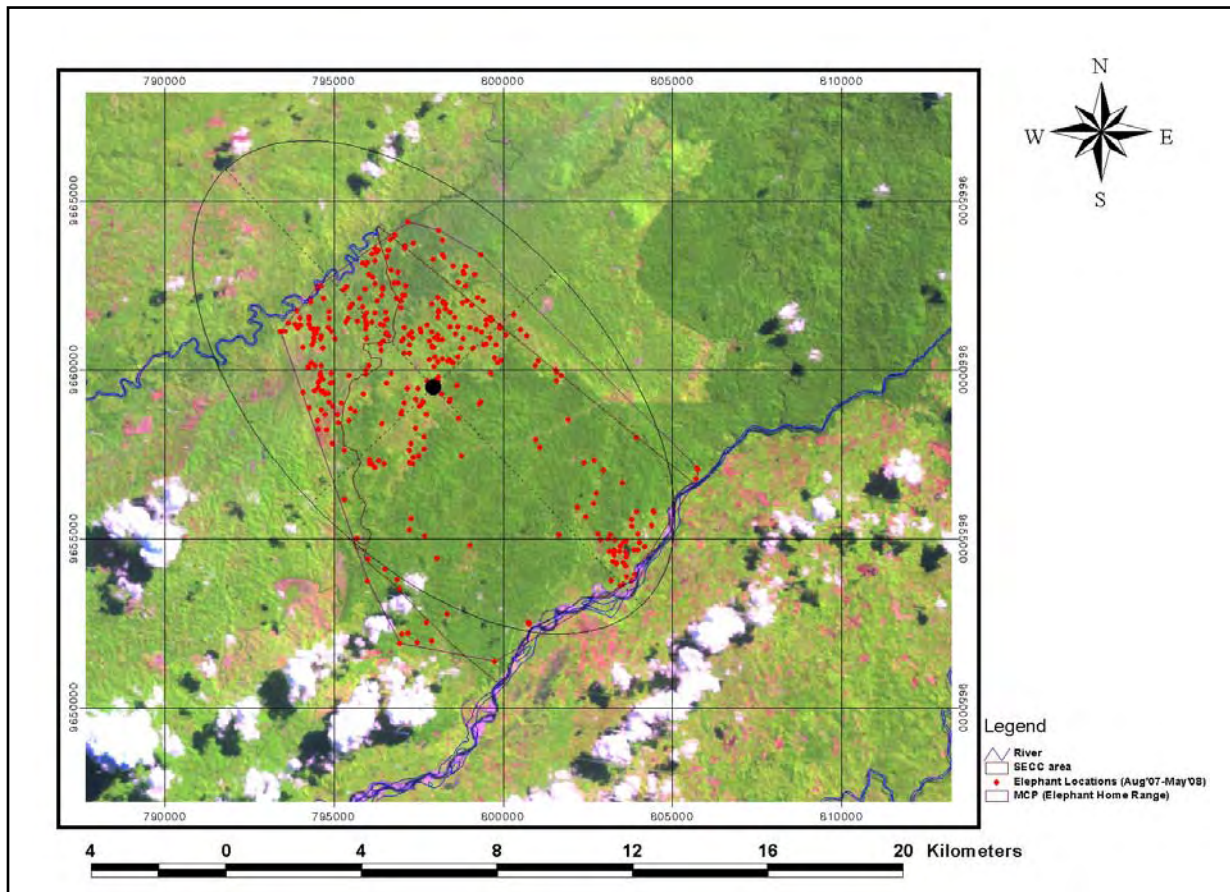 N
W E
S
790000 795000 800000 805000 810000
9665000 9665000
9660000 9660000
9655000 9655000
9650000 9650000
790000 795000 800000 805000 810000
Legend
River
SECC area
Elephant Locations (Aug'07-May'08)
MCP (Elephant Home Range)
4 0 4 8 12 16 20 Kilometers